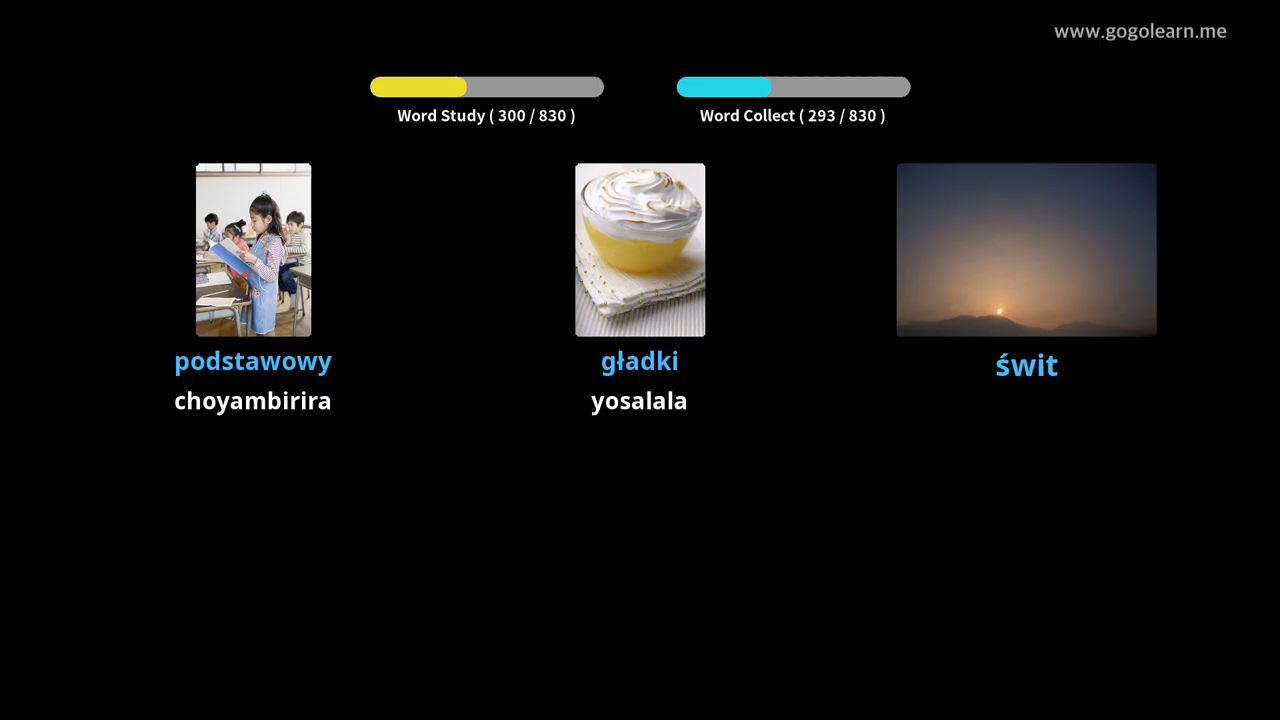 www.gogolearn.me
Word Study ( 300 / 830 )
Word Collect ( 293 / 830 )
podstawowy
choyambirira
gładki
yosalala
świt